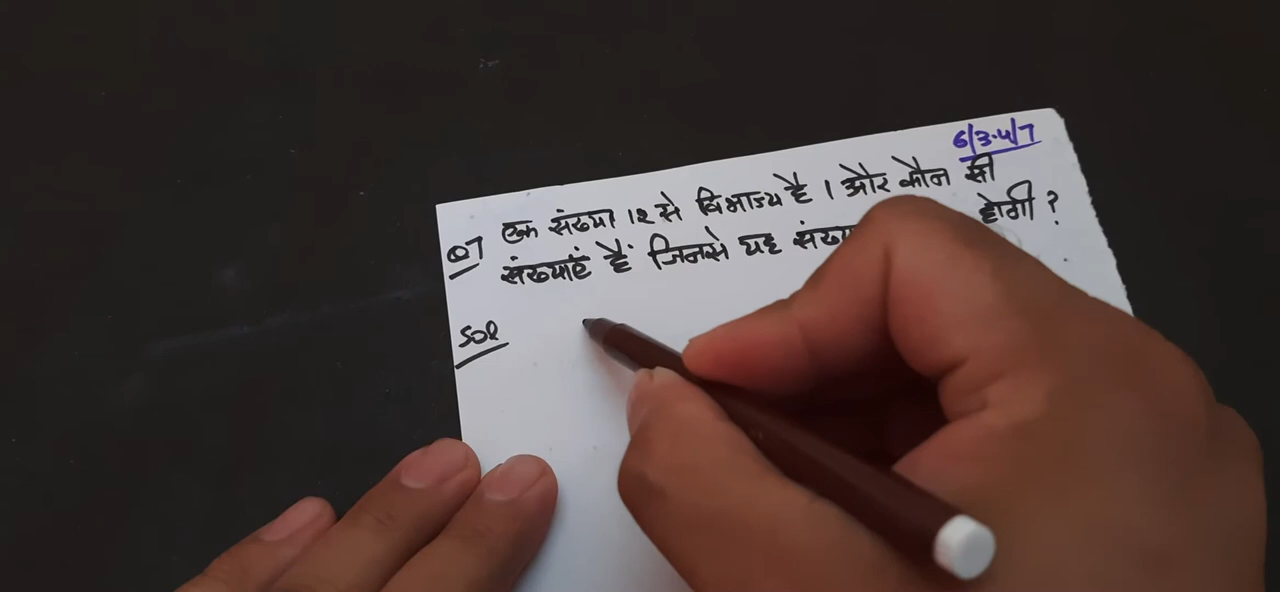 6/3.4/7
Q7 एक संख्या 12 से विभाज्य है । और कौन सी
संख्याएं हैं जिनसे यह संख्या होगी ?
Sol